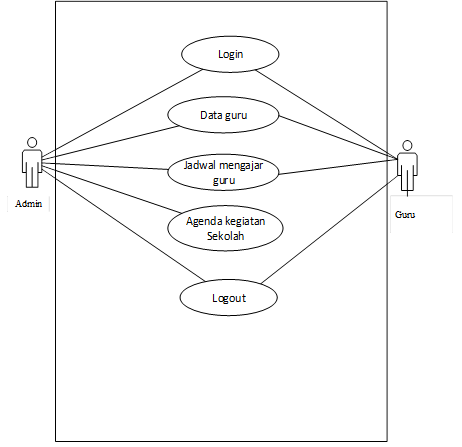 Login
Data guru
Jadwal mengajar
guru
Admin
Agenda kegiatan
Sekolah
Guru
Logout